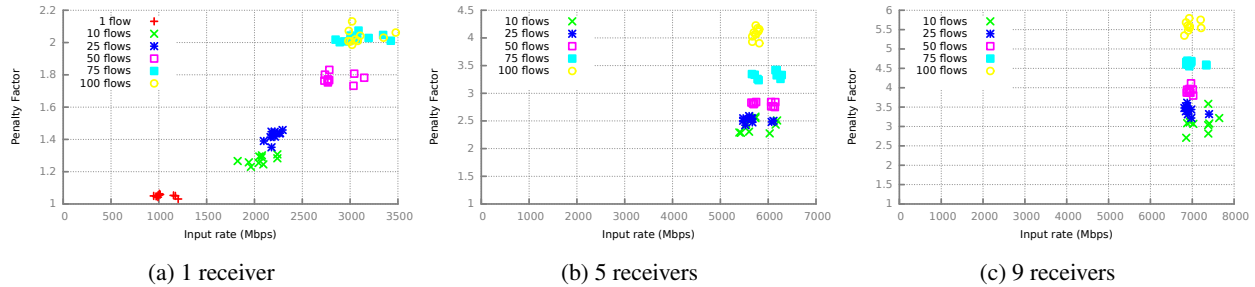 2.2
2
1.8
1.6
1.4
1.2
1
Penalty Factor
1 flow
10 flows
25 flows
50 flows
75 flows
100 flows
0 500 1000 1500 2000 2500 3000 3500
Input rate (Mbps)
(a) 1 receiver
4.5
4
3.5
3
2.5
2
1.5
1
Penalty Factor
10 flows
25 flows
50 flows
75 flows
100 flows
0 1000 2000 3000 4000 5000 6000 7000
Input rate (Mbps)
(b) 5 receivers
6
5.5
5
4.5
4
3.5
3
2.5
2
1.5
1
Penalty Factor
10 flows
25 flows
50 flows
75 flows
100 flows
0 1000 2000 3000 4000 5000 6000 7000 8000
Input rate (Mbps)
(c) 9 receivers